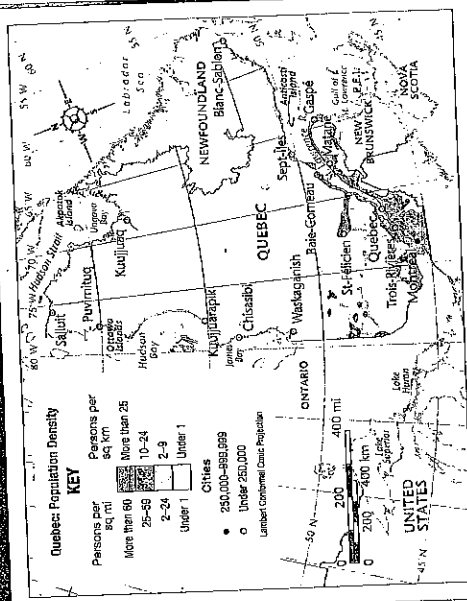 Quebec: Population Density
KEY
Persons per sq mi
Persons per sq km
More than 60
More than 25
25–59
10–24
2–24
2–9
Under 1
Under 1
Cities
250,000–999,999
Under 250,000
Lambert Conformal Conic Projection
80 W
75 W
70 W
65 W
60 W
55 W
50 N
45 N
Hudson Strait
Akpatok Island
Ungava Bay
Labrador Sea
Salluit
Puvirnituq
Kuujjuaq
Ottawa Islands
Hudson Bay
Kuujjuarapik
James Bay
Chisasibi
Waskaganish
QUEBEC
NEWFOUNDLAND
Blanc-Sablon
Sept-Îles
Anticosti Island
Gaspé
Gulf of St. Lawrence
Baie-Comeau
Matane
P.E.I.
NEW BRUNSWICK
NOVA SCOTIA
St-Félicien
Québec
Trois-Rivières
Montréal
ONTARIO
Lake Huron
Lake Superior
UNITED STATES
0 200 400 mi
0 200 400 km